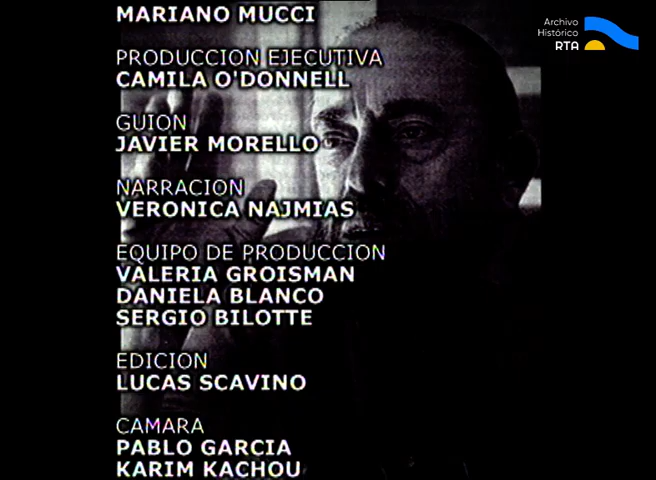 MARIANO MUCCI
PRODUCCION EJECUTIVA
CAMILA O'DONNELL
GUION
JAVIER MORELLO
NARRACION
VERONICA NAJMIAS
EQUIPO DE PRODUCCION
VALERIA GROISMAN
DANIELA BLANCO
SERGIO BILOTTE
EDICION
LUCAS SCAVINO
CAMARA
PABLO GARCIA
KARIM KACHOU
Archivo
Histórico
RTA